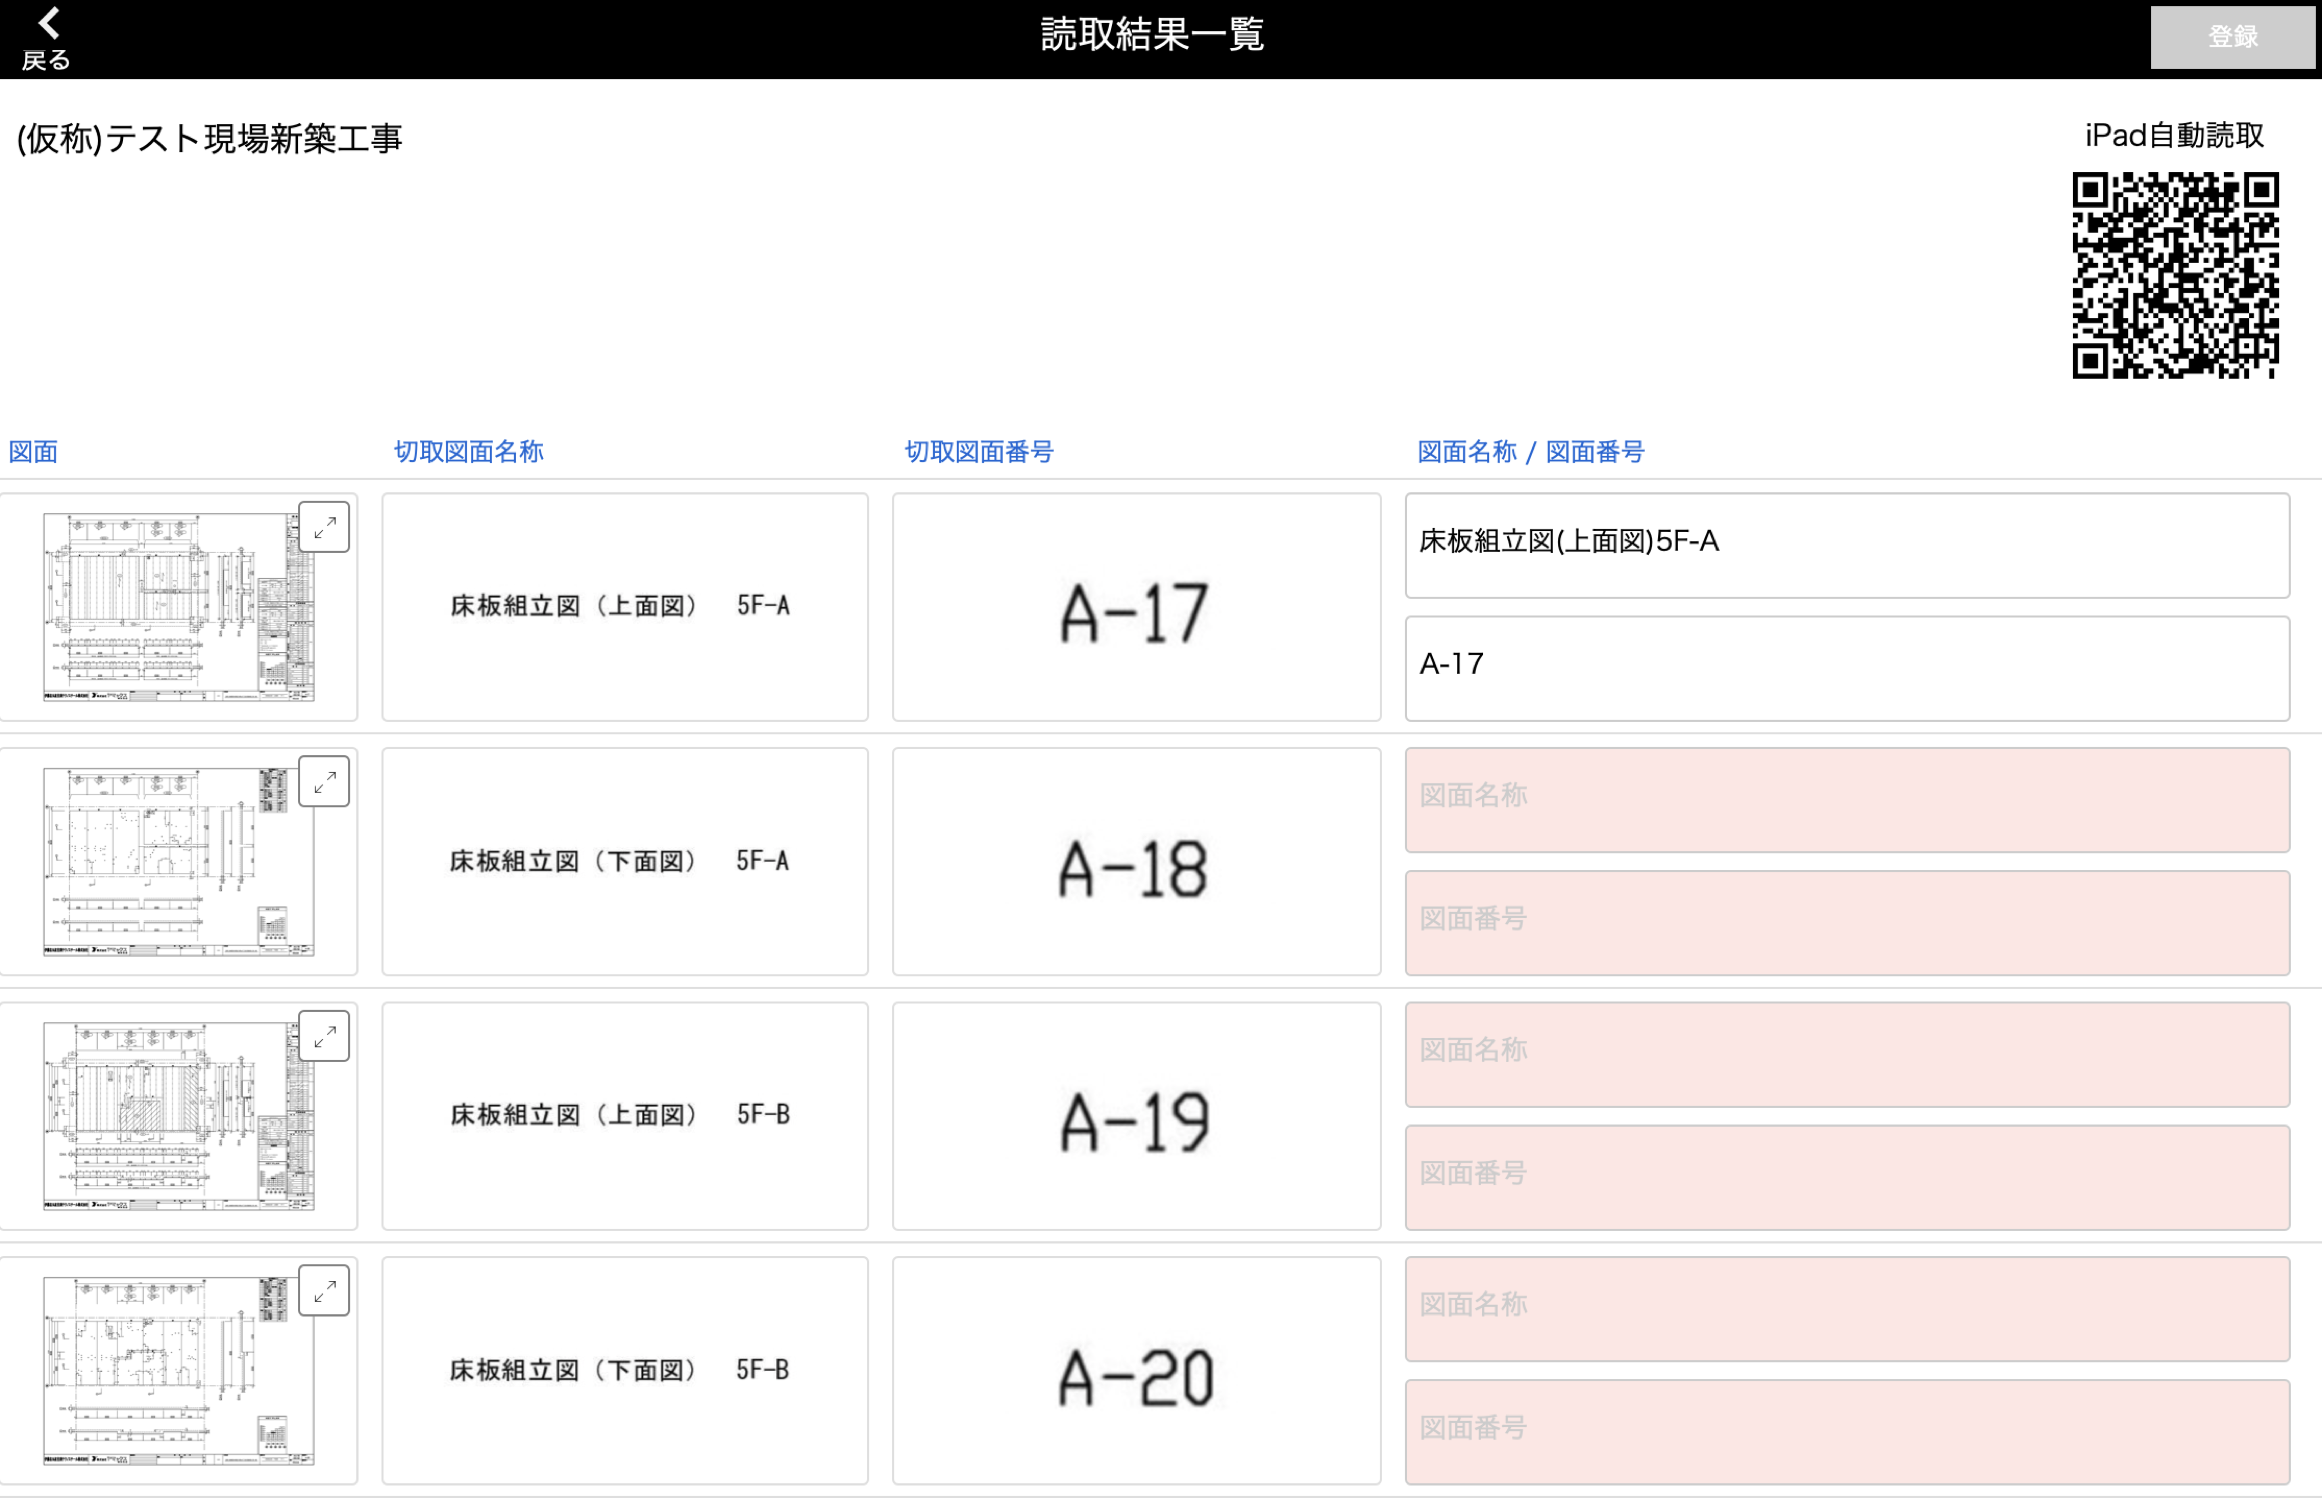 戻る
読取結果一覧
登録
(仮称)テスト現場新築工事
iPad自動読取
図面
切取図面名称
切取図面番号
図面名称 / 図面番号
床板組立図（上面図） 5F-A
A-17
床板組立図(上面図)5F-A
A-17
床板組立図（下面図） 5F-A
A-18
図面名称
図面番号
床板組立図（上面図） 5F-B
A-19
図面名称
図面番号
床板組立図（下面図） 5F-B
A-20
図面名称
図面番号